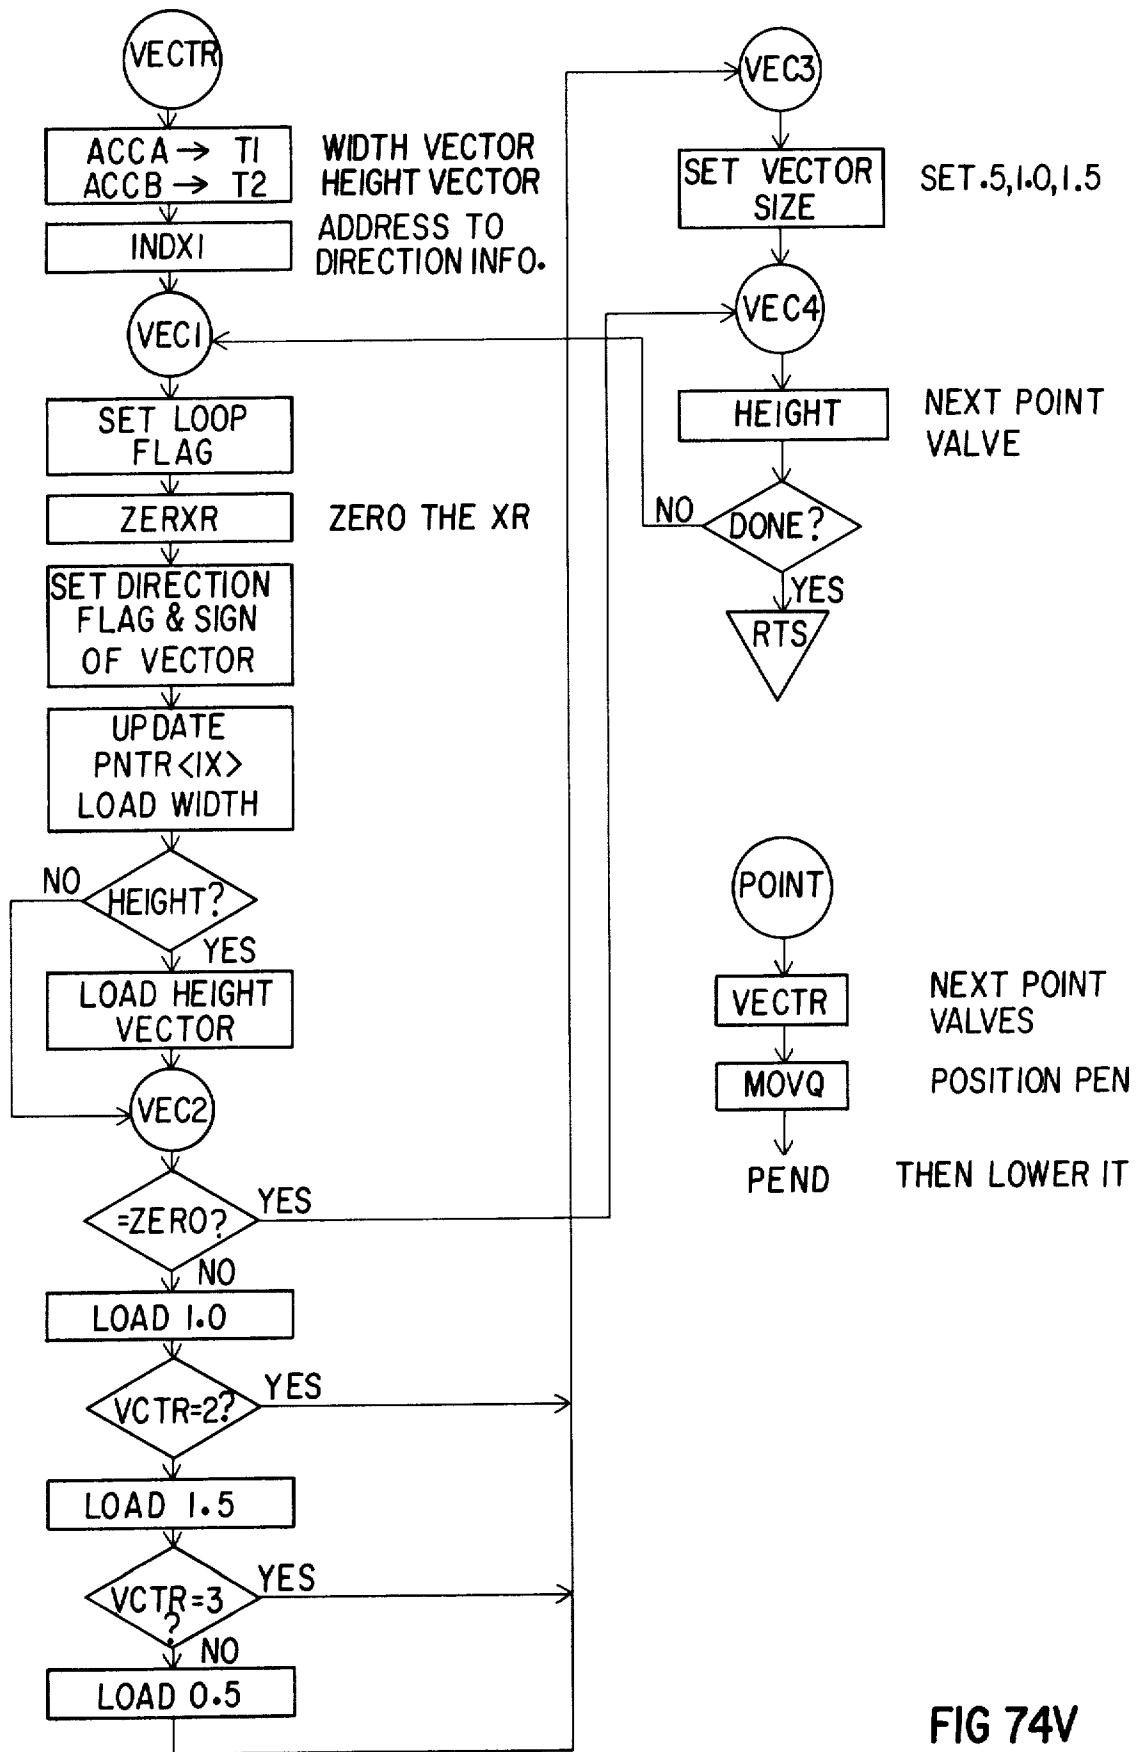 VECTR
ACCA → T1
ACCB → T2
WIDTH VECTOR
HEIGHT VECTOR
INDX1
ADDRESS TO
DIRECTION INFO.
VEC1
SET LOOP
FLAG
ZERXR
ZERO THE XR
SET DIRECTION
FLAG & SIGN
OF VECTOR
UPDATE
PNTR<IX>
LOAD WIDTH
HEIGHT?
NO
YES
LOAD HEIGHT
VECTOR
VEC2
=ZERO?
YES
NO
LOAD 1.0
VCTR=2?
YES
LOAD 1.5
VCTR=3
?
YES
NO
LOAD 0.5
VEC3
SET VECTOR
SIZE
SET.5,1.0,1.5
VEC4
HEIGHT
NEXT POINT
VALVE
DONE?
NO
YES
RTS
POINT
VECTR
NEXT POINT
VALVES
MOVQ
POSITION PEN
PEND
THEN LOWER IT
FIG 74V